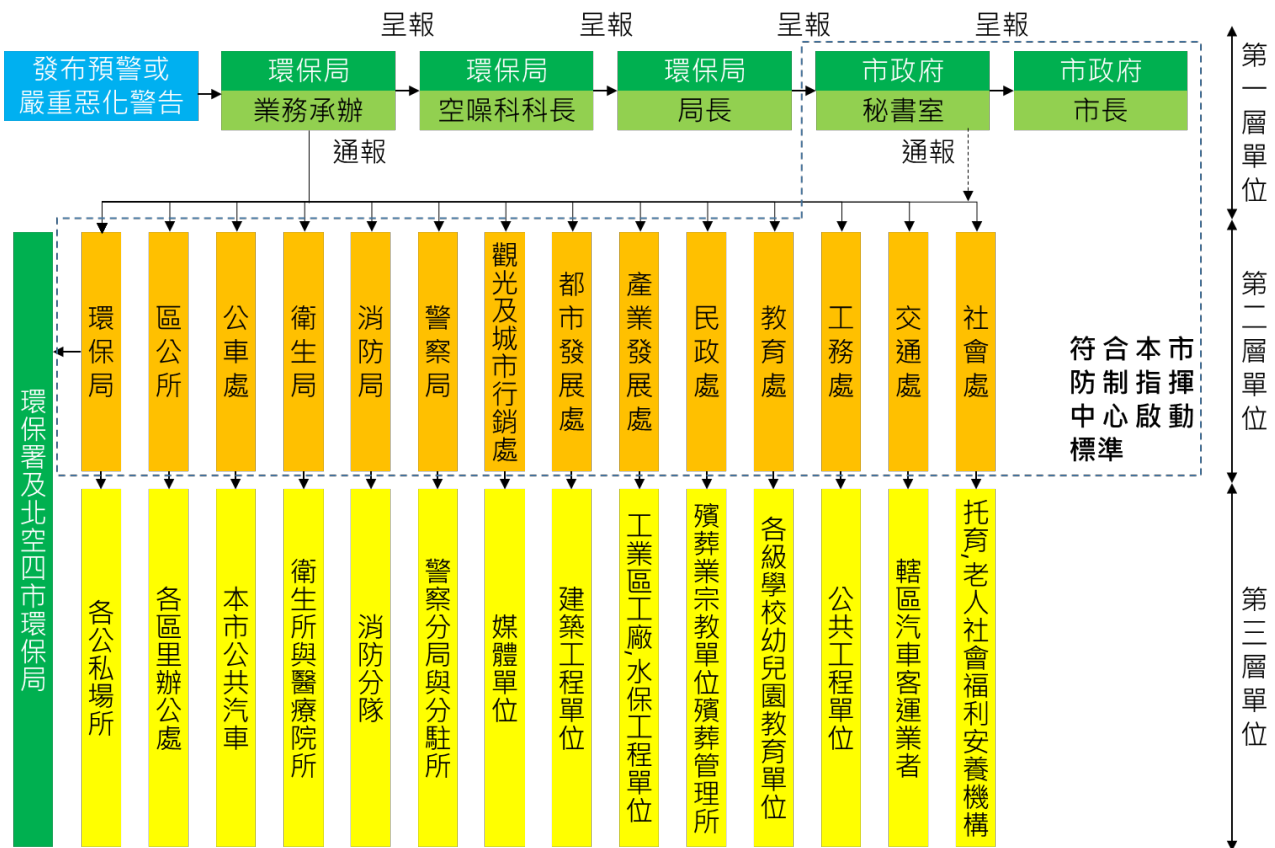 呈報
呈報
呈報
呈報
發布預警或
嚴重惡化警告
環保局
業務承辦
環保局
空噪科科長
環保局
局長
市政府
秘書室
市政府
市長
第一層單位
通報
通報
環保署及北空四市環保局
環保局
區公所
公車處
衛生局
消防局
警察局
觀光及城市行銷處
都市發展處
產業發展處
民政處
教育處
工務處
交通處
社會處
符合本市
防制指揮
中心啟動
標準
第二層單位
各公私場所
各區里辦公處
本市公共汽車
衛生所與醫療院所
消防分隊
警察分局與分駐所
媒體單位
建築工程單位
工業區工廠,水保工程單位
殯葬業宗教單位殯葬管理所
各級學校幼兒園教育單位
公共工程單位
轄區汽車客運業者
托育,老人社會福利安養機構
第三層單位